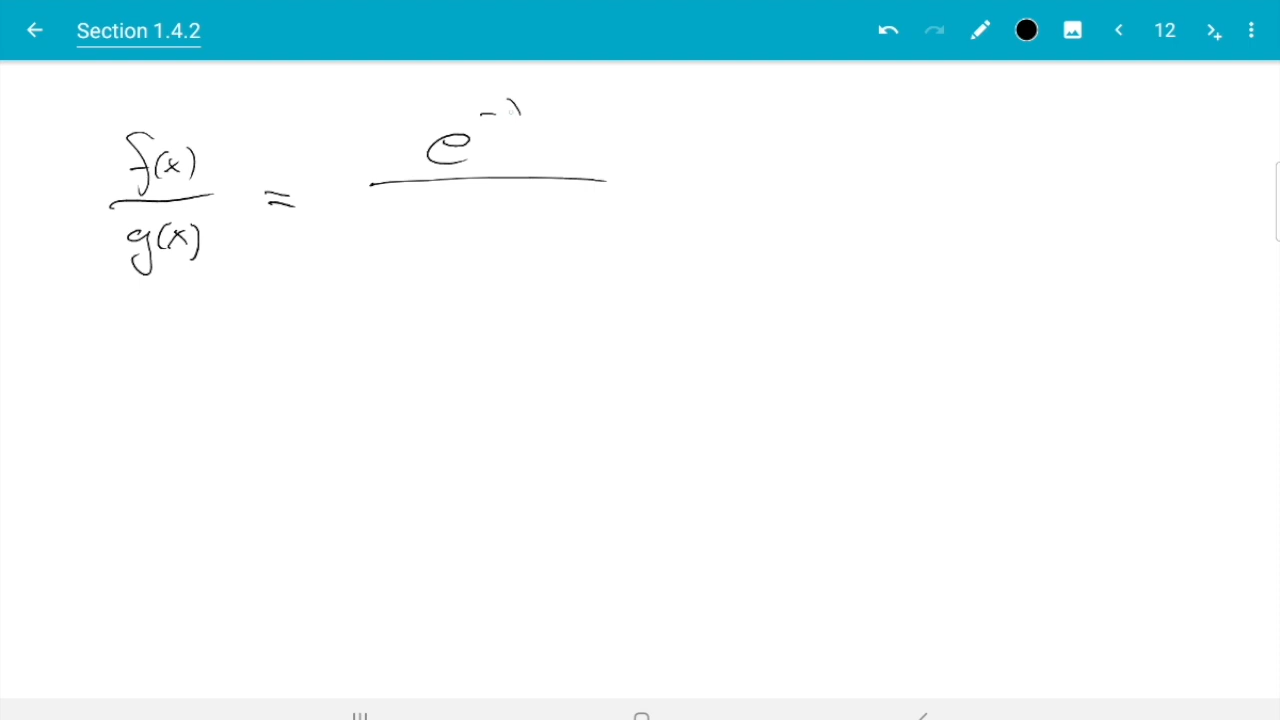 Section 1.4.2
12
f(x)/g(x) = e^-